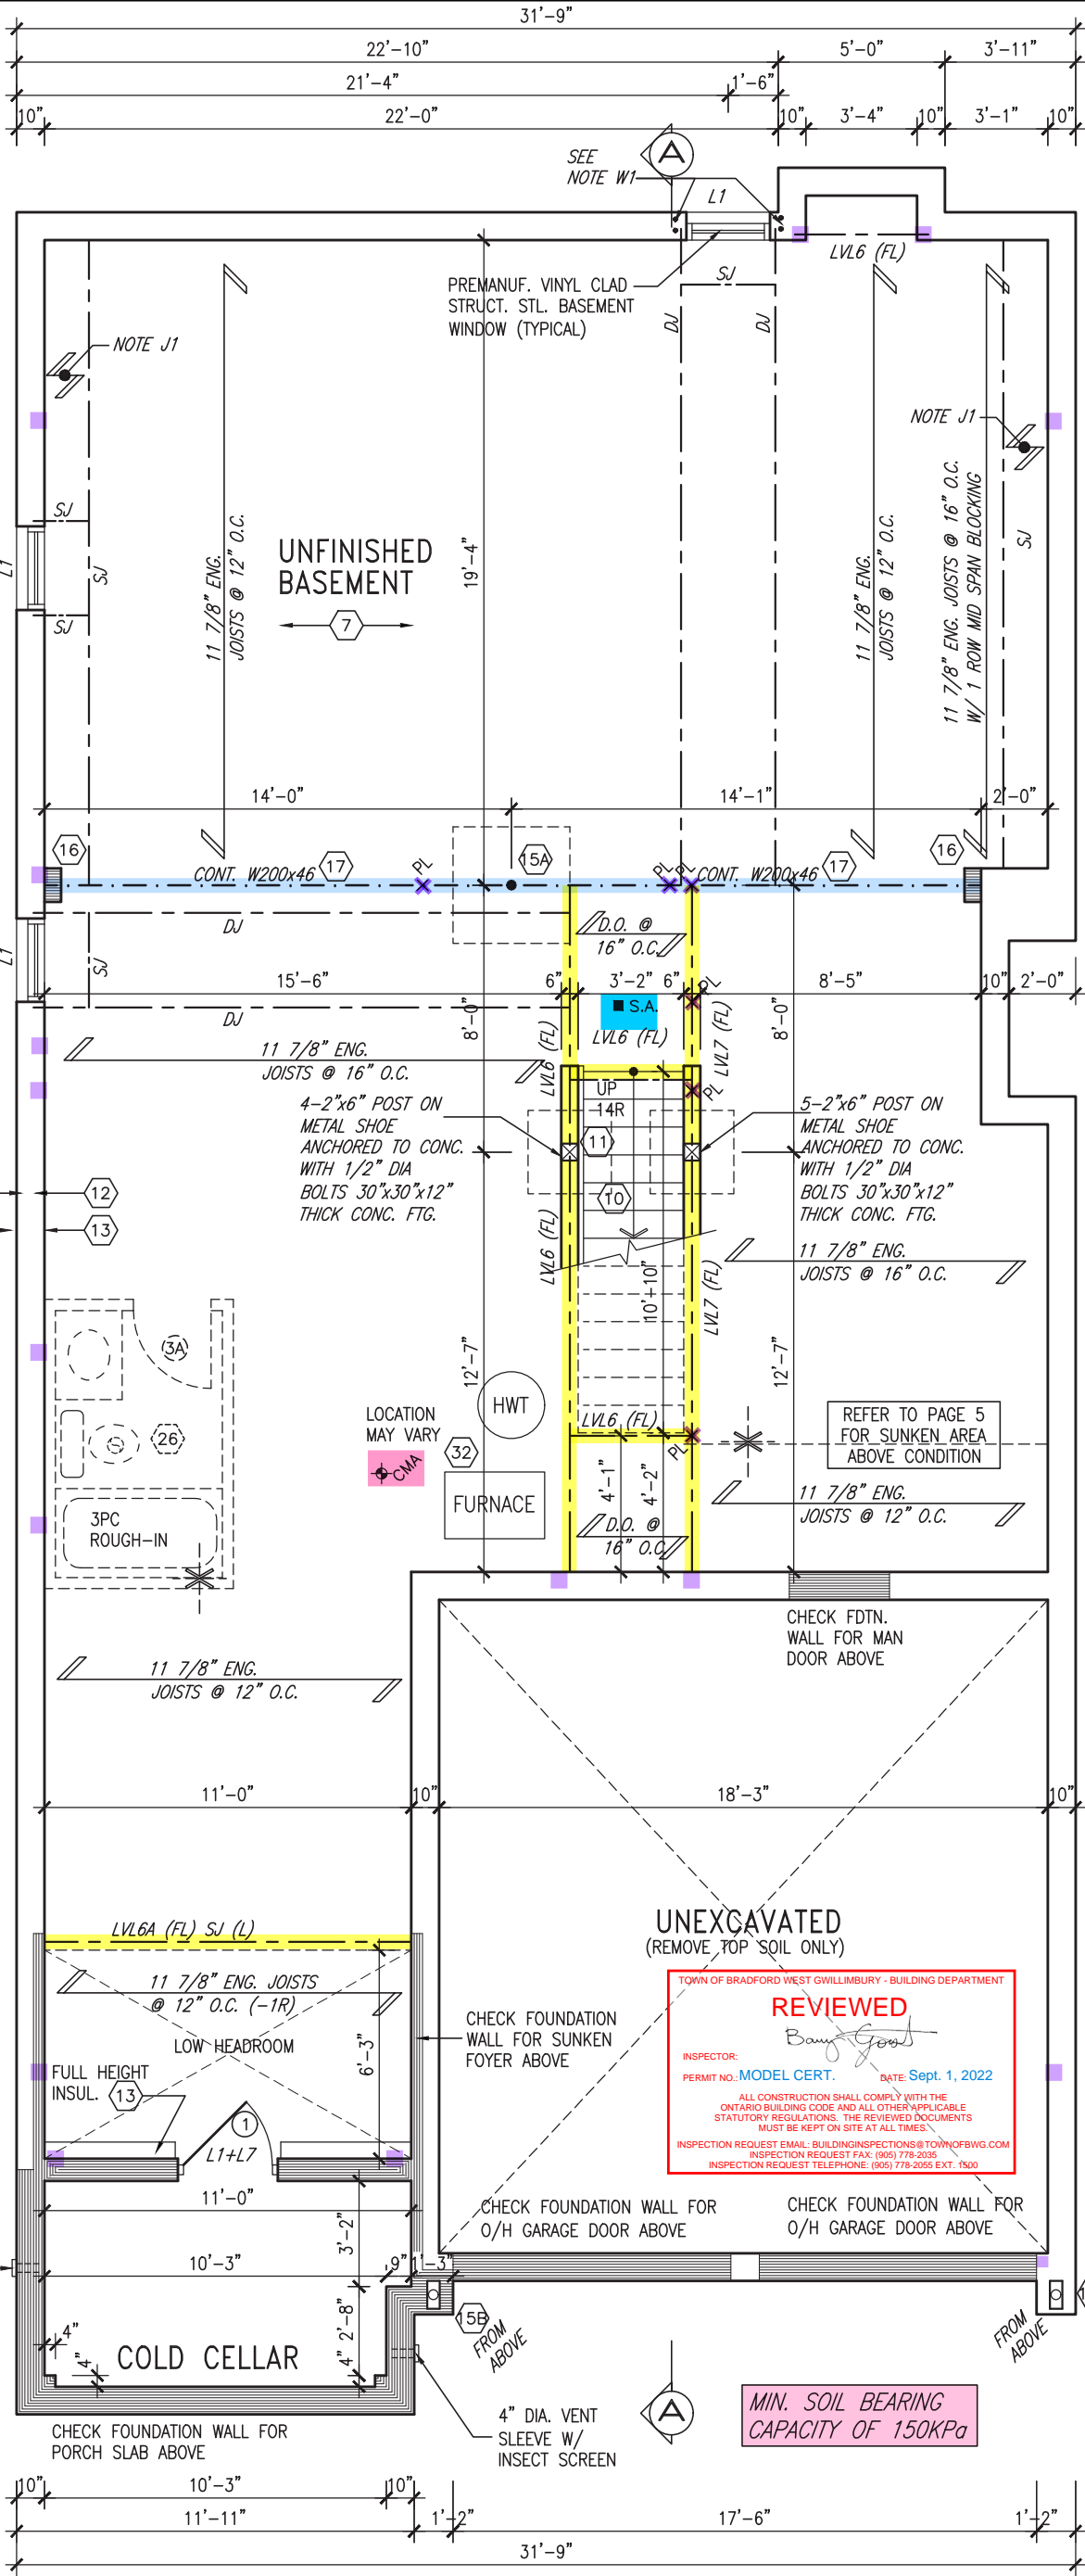 31'-9"
22'-10" 5'-0" 3'-11"
21'-4" 1'-6"
10" 22'-0" 10" 3'-4" 10" 3'-1" 10"
SEE
NOTE W1
A
L1
LVL6 (FL)
PREMANUF. VINYL CLAD
STRUCT. STL. BASEMENT
WINDOW (TYPICAL)
SJ
DJ DJ
NOTE J1
NOTE J1
SJ
SJ
SJ
L1
11 7/8" ENG.
JOISTS @ 12" O.C.
UNFINISHED
BASEMENT
7
19'-4"
11 7/8" ENG.
JOISTS @ 12" O.C.
11 7/8" ENG. JOISTS @ 16" O.C.
W/ 1 ROW MID SPAN BLOCKING
SJ
14'-0" 14'-1" 2'-0"
16 CONT. W200x46 17 PL 15A PL PL CONT. W200x46 17 16
DJ
D.O. @
16" O.C.
L1
SJ
15'-6" 6" 3'-2" 6" 8'-5" 10" 2'-0"
DJ
8'-0"
S.A.
PL
LVL6 (FL)
LVL6 (FL)
LVL7 (FL)
8'-0"
11 7/8" ENG.
JOISTS @ 16" O.C.
UP
14R
PL
4-2"x6" POST ON
METAL SHOE
ANCHORED TO CONC.
WITH 1/2" DIA
BOLTS 30"x30"x12"
THICK CONC. FTG.
11
10
5-2"x6" POST ON
METAL SHOE
ANCHORED TO CONC.
WITH 1/2" DIA
BOLTS 30"x30"x12"
THICK CONC. FTG.
12
13
LVL6 (FL)
10'-10"
LVL7 (FL)
11 7/8" ENG.
JOISTS @ 16" O.C.
3A
26
3PC
ROUGH-IN
12'-7"
HWT
LOCATION
MAY VARY
CMA
32
FURNACE
LVL6 (FL)
PL
12'-7"
REFER TO PAGE 5
FOR SUNKEN AREA
ABOVE CONDITION
4'-1"
4'-2"
D.O. @
16" O.C.
11 7/8" ENG.
JOISTS @ 12" O.C.
CHECK FDTN.
WALL FOR MAN
DOOR ABOVE
11 7/8" ENG.
JOISTS @ 12" O.C.
11'-0" 10" 18'-3" 10"
LVL6A (FL) SJ (L)
11 7/8" ENG. JOISTS
@ 12" O.C. (-1R)
LOW HEADROOM
6'-3"
FULL HEIGHT
INSUL. 13
1
L1+L7
CHECK FOUNDATION
WALL FOR SUNKEN
FOYER ABOVE
UNEXCAVATED
(REMOVE TOP SOIL ONLY)
TOWN OF BRADFORD WEST GWILLIMBURY - BUILDING DEPARTMENT
REVIEWED
INSPECTOR:
PERMIT NO.: MODEL CERT. DATE: Sept. 1, 2022
ALL CONSTRUCTION SHALL COMPLY WITH THE
ONTARIO BUILDING CODE AND ALL OTHER APPLICABLE
STATUTORY REGULATIONS. THE REVIEWED DOCUMENTS
MUST BE KEPT ON SITE AT ALL TIMES.
INSPECTION REQUEST EMAIL: BUILDINGINSPECTIONS@TOWNOFBWG.COM
INSPECTION REQUEST FAX: (905) 778-2035
INSPECTION REQUEST TELEPHONE: (905) 778-2055 EXT. 1500
11'-0"
CHECK FOUNDATION WALL FOR
O/H GARAGE DOOR ABOVE
CHECK FOUNDATION WALL FOR
O/H GARAGE DOOR ABOVE
3'-2"
10'-3" 9" 1'-3"
15B
FROM
ABOVE
FROM
ABOVE
4"
4"
2'-8"
4"
COLD CELLAR
CHECK FOUNDATION WALL FOR
PORCH SLAB ABOVE
4" DIA. VENT
SLEEVE W/
INSECT SCREEN
A
MIN. SOIL BEARING
CAPACITY OF 150KPa
10" 10'-3" 10"
11'-11" 1'-2" 17'-6" 1'-2"
31'-9"